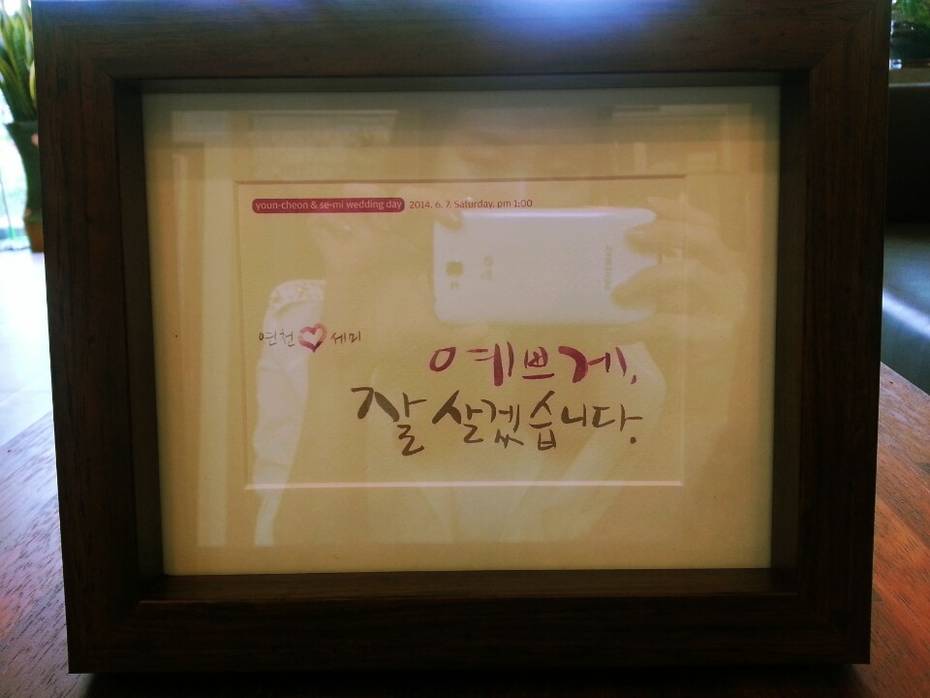 youn-cheon & se-mi wedding day 2014. 6. 7. Saturday, pm 1:00
연천 ♥ 세미
예쁘게,
잘 살겠습니다.